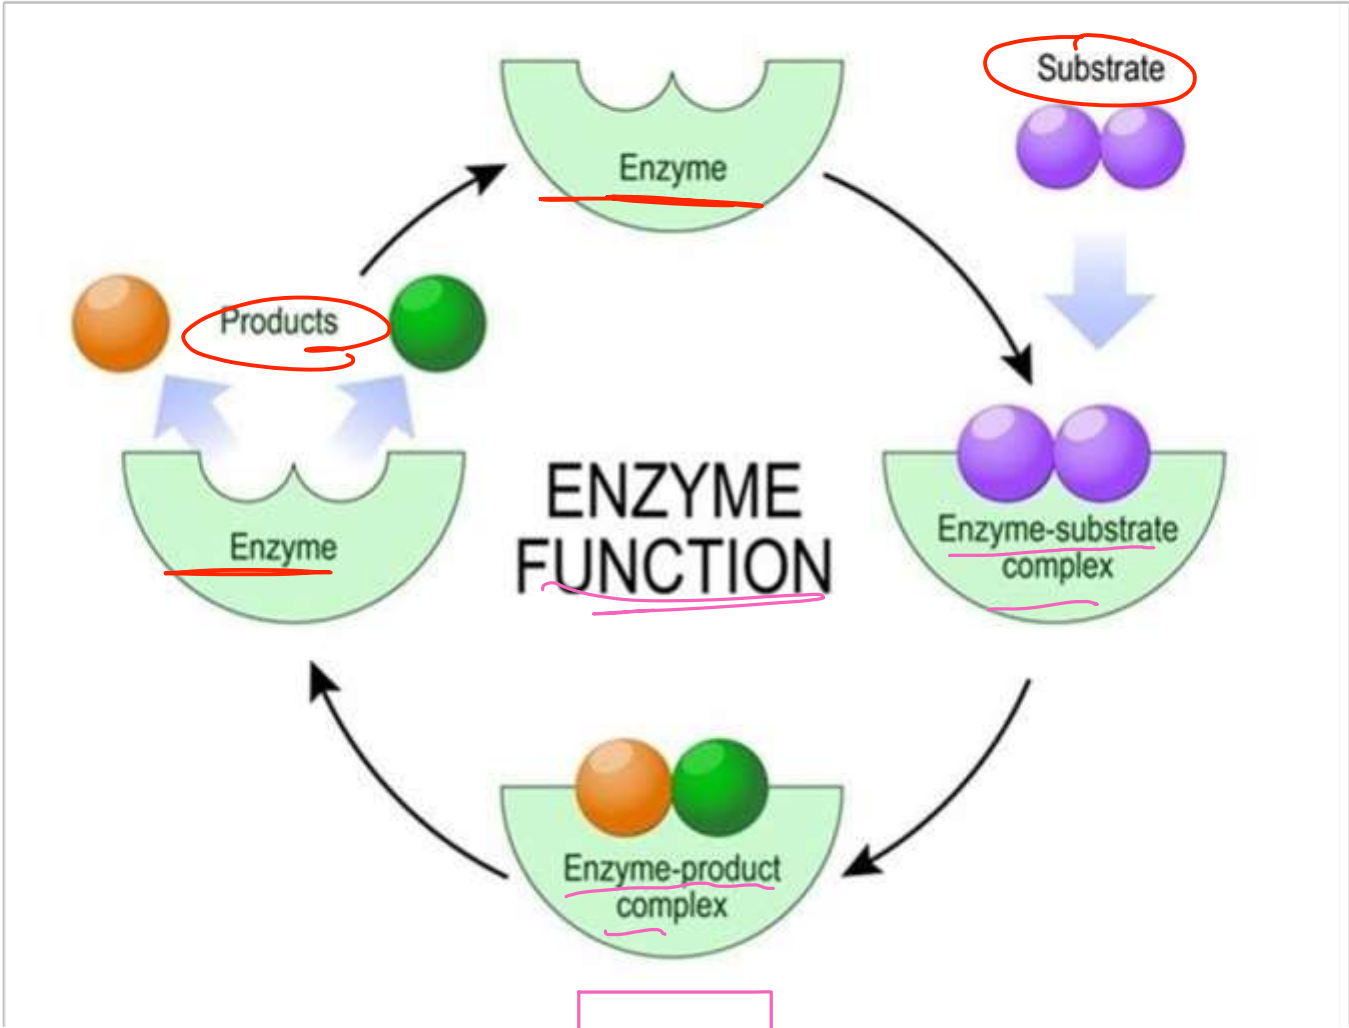 Substrate
Enzyme
Products
ENZYME
FUNCTION
Enzyme-substrate
complex
Enzyme
Enzyme-product
complex